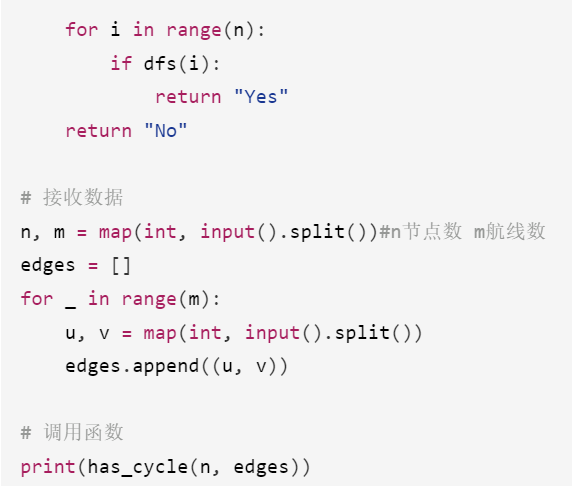 for i in range(n):
        if dfs(i):
            return "Yes"
    return "No"

# 接收数据
n, m = map(int, input().split())#n节点数 m航线数
edges = []
for _ in range(m):
    u, v = map(int, input().split())
    edges.append((u, v))

# 调用函数
print(has_cycle(n, edges))